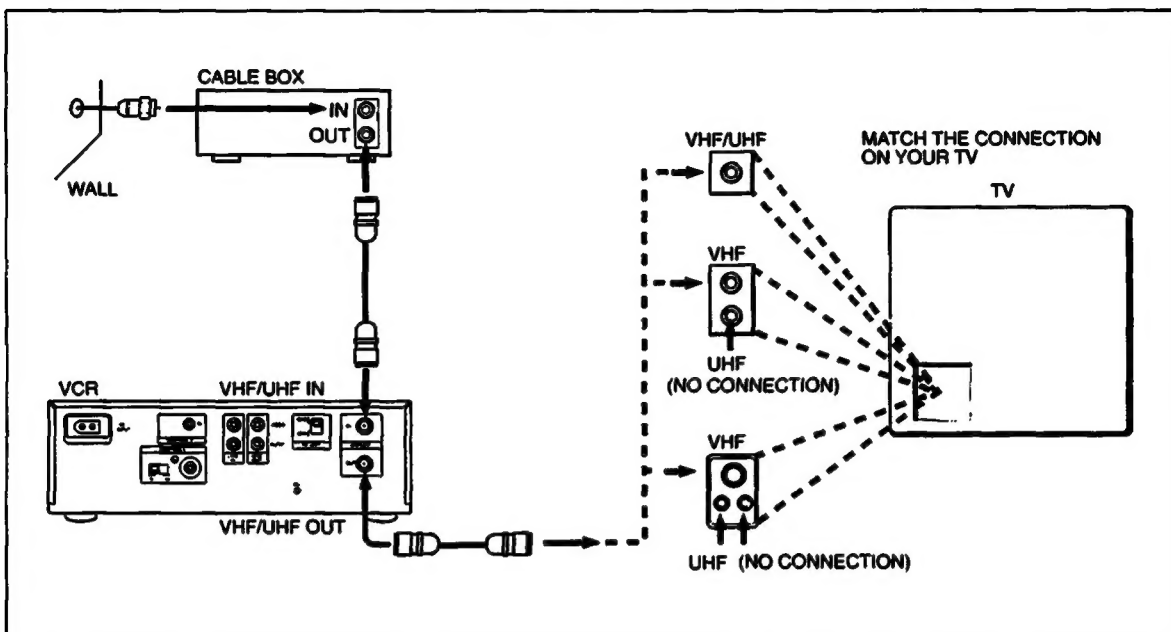 CABLE BOX
IN
OUT
WALL
VHF/UHF
MATCH THE CONNECTION
ON YOUR TV
TV
VHF
UHF
(NO CONNECTION)
VCR
VHF/UHF IN
VHF/UHF OUT
VHF
UHF (NO CONNECTION)